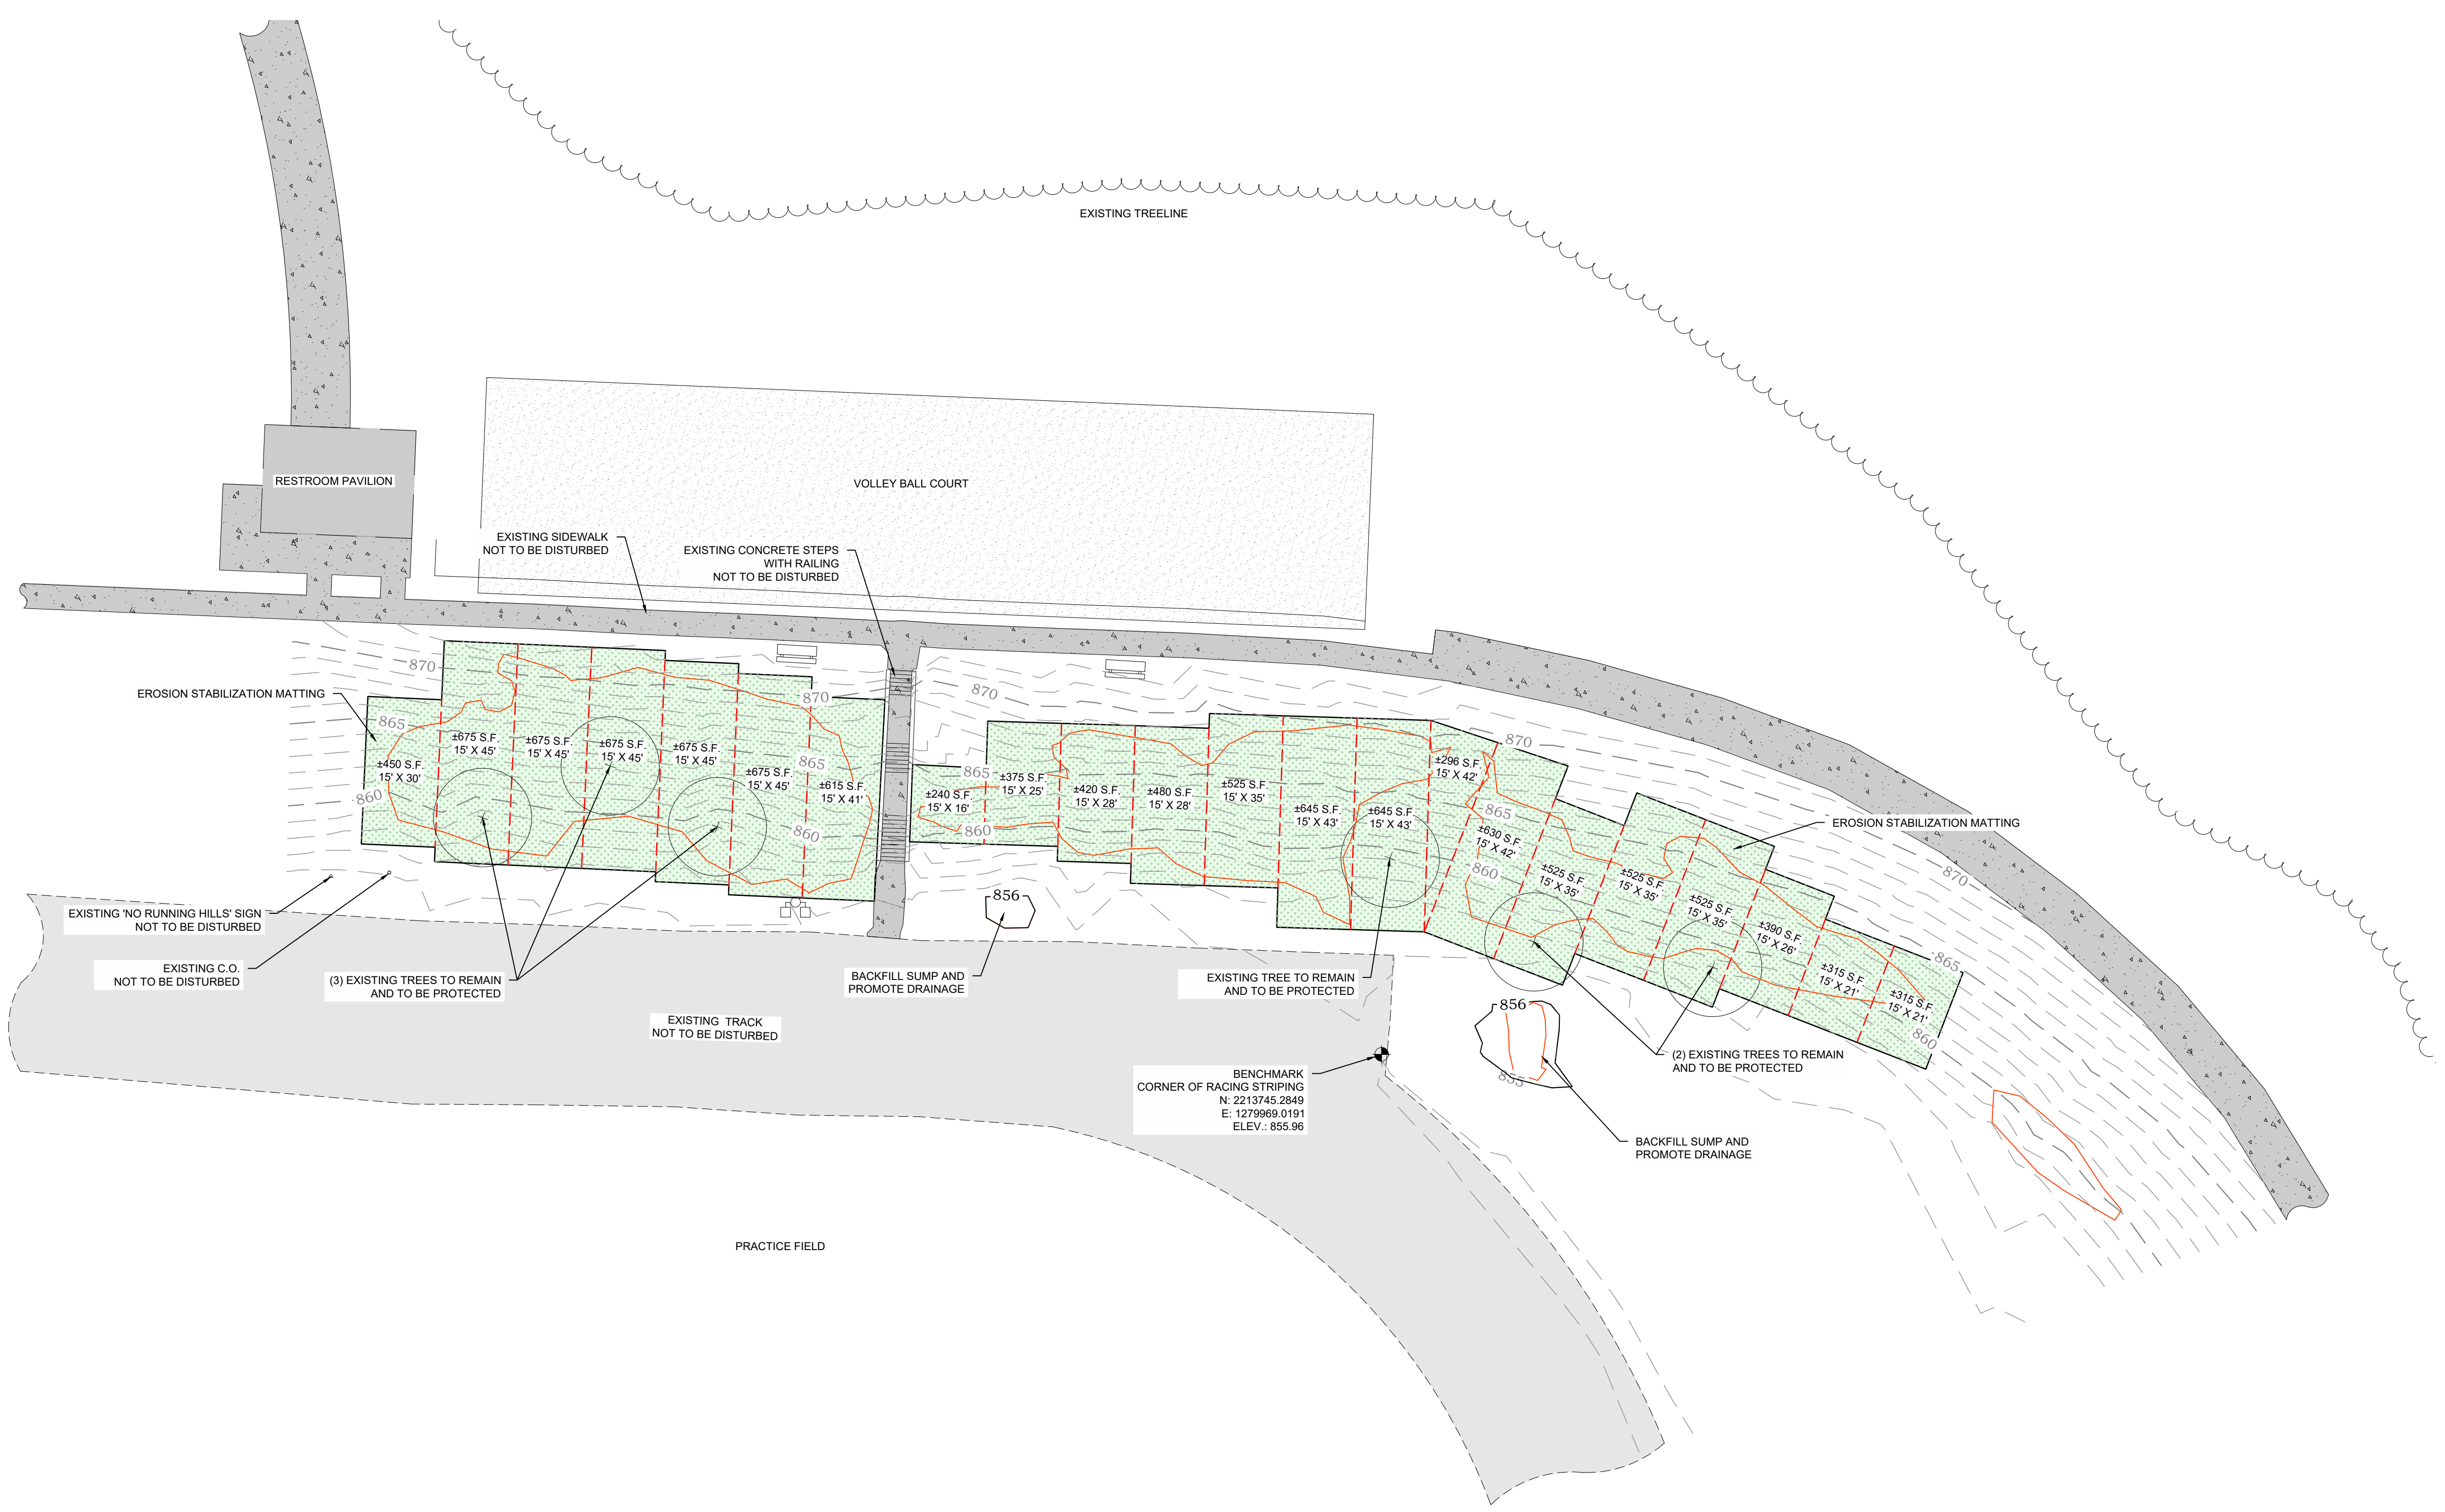 EXISTING TREELINE
RESTROOM PAVILION
VOLLEY BALL COURT
EXISTING SIDEWALK
NOT TO BE DISTURBED
EXISTING CONCRETE STEPS
WITH RAILING
NOT TO BE DISTURBED
870
EROSION STABILIZATION MATTING
865
860
±450 S.F.
15' X 30'
±675 S.F.
15' X 45'
±675 S.F.
15' X 45'
±675 S.F.
15' X 45'
±675 S.F.
15' X 45'
±675 S.F.
15' X 45'
±615 S.F.
15' X 41'
870
865
860
870
865
860
±240 S.F.
15' X 16'
±375 S.F.
15' X 25'
±420 S.F.
15' X 28'
±480 S.F.
15' X 28'
±525 S.F.
15' X 35'
±645 S.F.
15' X 43'
±645 S.F.
15' X 43'
±296 S.F.
15' X 42'
870
865
860
±630 S.F.
15' X 42'
±525 S.F.
15' X 35'
±525 S.F.
15' X 35'
±525 S.F.
15' X 35'
±390 S.F.
15' X 26'
±315 S.F.
15' X 21'
±315 S.F.
15' X 21'
EROSION STABILIZATION MATTING
870
865
860
EXISTING 'NO RUNNING HILLS' SIGN
NOT TO BE DISTURBED
EXISTING C.O.
NOT TO BE DISTURBED
(3) EXISTING TREES TO REMAIN
AND TO BE PROTECTED
856
BACKFILL SUMP AND
PROMOTE DRAINAGE
EXISTING TREE TO REMAIN
AND TO BE PROTECTED
EXISTING TRACK
NOT TO BE DISTURBED
856
855
(2) EXISTING TREES TO REMAIN
AND TO BE PROTECTED
BENCHMARK
CORNER OF RACING STRIPING
N: 2213745.2849
E: 1279969.0191
ELEV.: 855.96
BACKFILL SUMP AND
PROMOTE DRAINAGE
PRACTICE FIELD